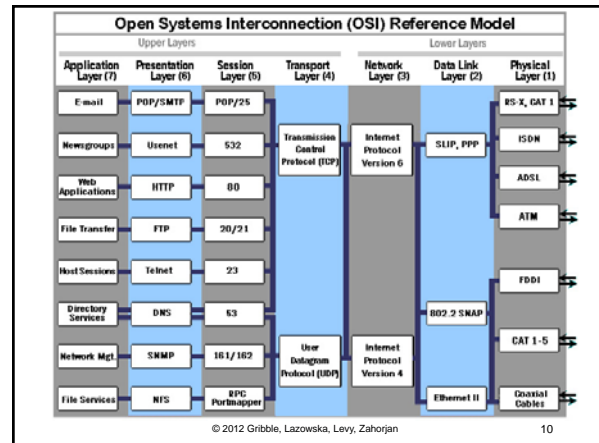 Open Systems Interconnection (OSI) Reference Model
Upper Layers
Lower Layers
Application
Layer (7)
Presentation
Layer (6)
Session
Layer (5)
Transport
Layer (4)
Network
Layer (3)
Data Link
Layer (2)
Physical
Layer (1)
E-mail
POP/SMTP
POP/25
RS-X, CAT 1
Newsgroups
Usenet
532
Transmission
Control
Protocol (TCP)
Internet
Protocol
Version 6
SLIP, PPP
ISDN
Web
Applications
HTTP
80
ADSL
File Transfer
FTP
20/21
ATM
Host Sessions
Telnet
23
FDDI
Directory
Services
DNS
53
802.2 SNAP
Network Mgt.
SNMP
161/162
User
Datagram
Protocol (UDP)
Internet
Protocol
Version 4
CAT 1-5
File Services
NFS
RPC
Portmapper
Ethernet II
Coaxial
Cables
© 2012 Gribble, Lazowska, Levy, Zahorjan
10